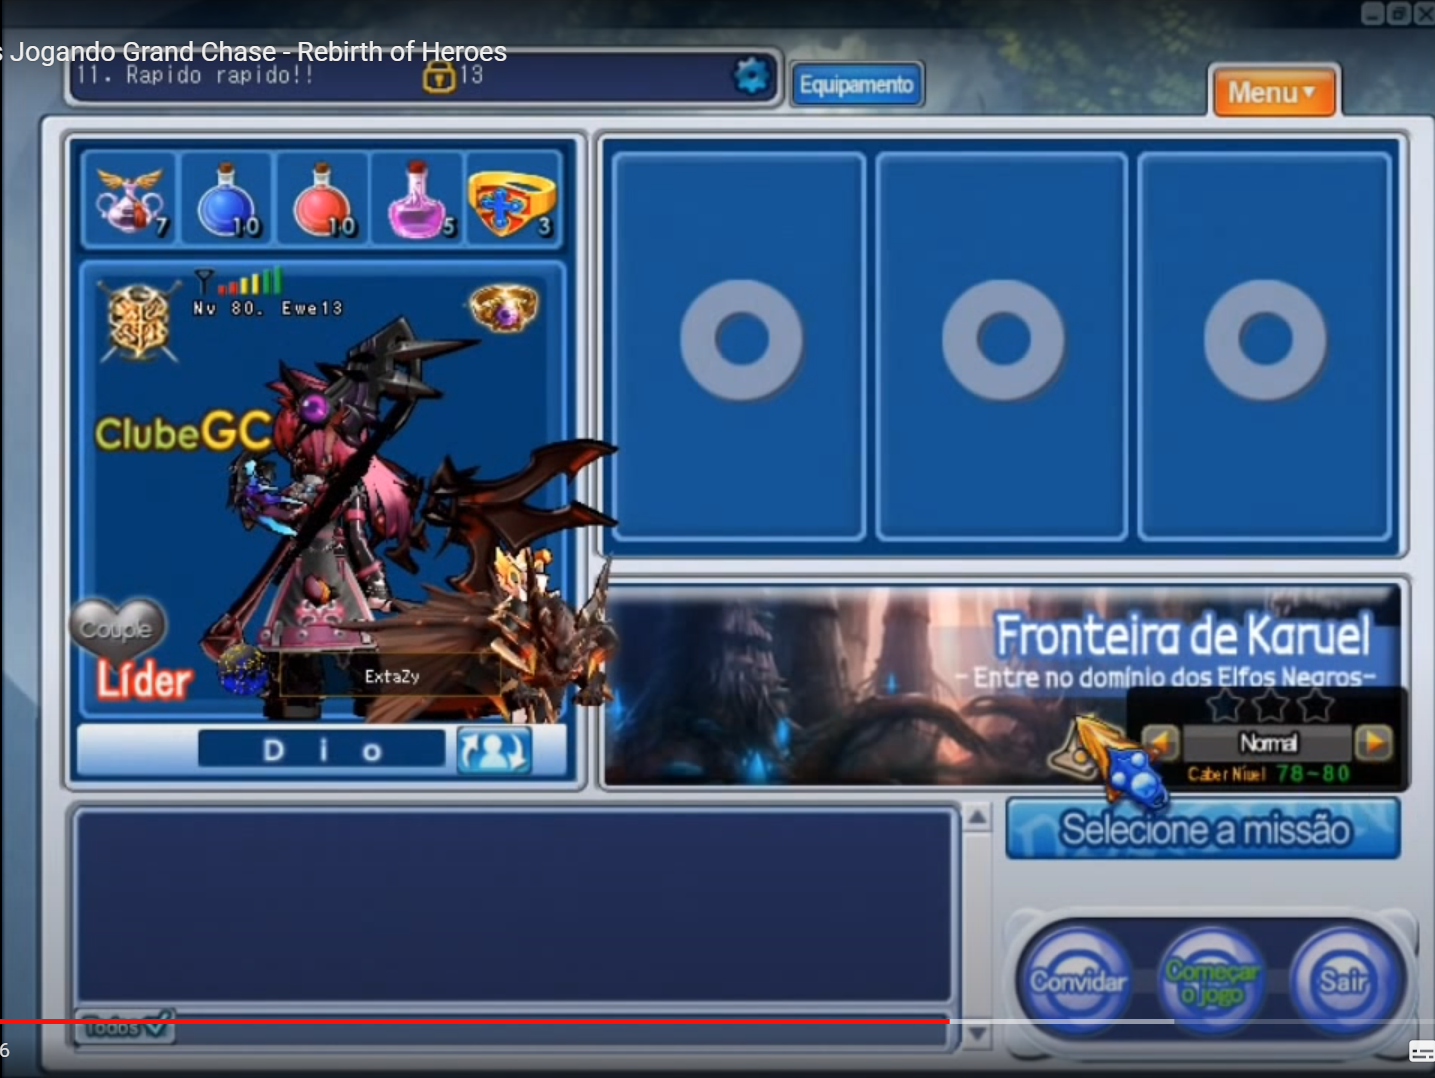 Jogando Grand Chase - Rebirth of Heroes
11. Rapido rapido!! 13
Equipamento
Menu
7 10 10 5 3
Nv 80. Ewe13
ClubeGC
Couple
Líder
ExtaZy
Dio
Fronteira de Karuel
- Entre no domínio dos Elfos Negros-
Normal
Caber Níuel 78~80
Selecione a missão
Convidar
Começar
o jogo
Sair
Todos
6